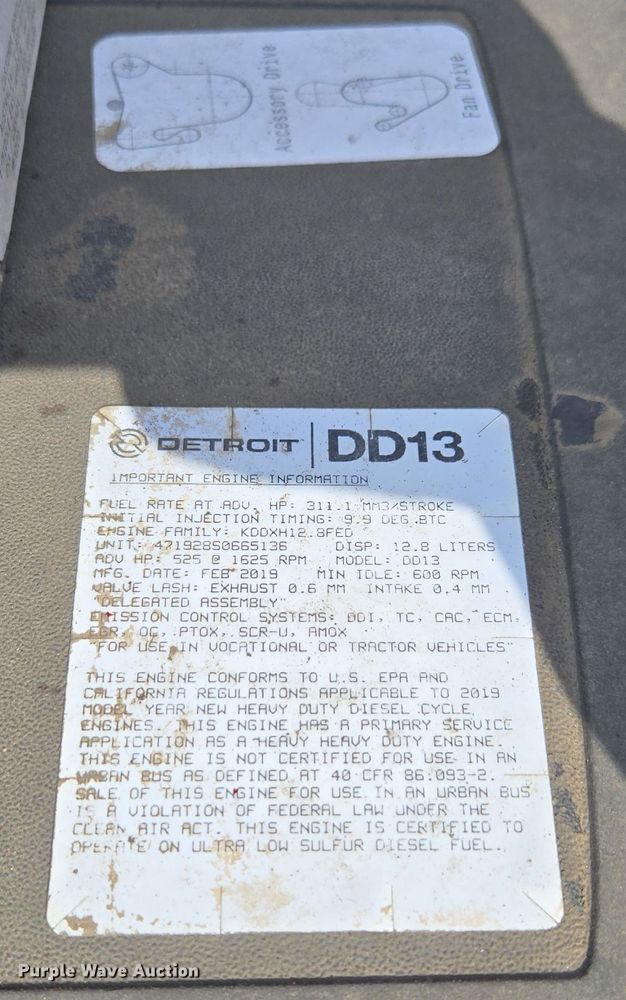 Accessory Drive
Fan Drive
DETROIT | DD13
IMPORTANT ENGINE INFORMATION
FUEL RATE AT ADV. HP: 311.1 MM3/STROKE
INITIAL INJECTION TIMING: 9.9 DEG.BTC
ENGINE FAMILY: KDDXH12.8FED
UNIT: 471928S0665136 DISP: 12.8 LITERS
ADV HP: 525 @ 1625 RPM MODEL: DD13
MFG. DATE: FEB 2019 MIN IDLE: 600 RPM
VALVE LASH: EXHAUST 0.6 MM INTAKE 0.4 MM
"DELEGATED ASSEMBLY"
EMISSION CONTROL SYSTEMS: DDI, TC, CAC, ECM,
EGR, OC, PTOX, SCR-U, AMOX
"FOR USE IN VOCATIONAL OR TRACTOR VEHICLES"
THIS ENGINE CONFORMS TO U.S. EPA AND
CALIFORNIA REGULATIONS APPLICABLE TO 2019
MODEL YEAR NEW HEAVY DUTY DIESEL CYCLE
ENGINES. THIS ENGINE HAS A PRIMARY SERVICE
APPLICATION AS A HEAVY HEAVY DUTY ENGINE.
THIS ENGINE IS NOT CERTIFIED FOR USE IN AN
URBAN BUS AS DEFINED AT 40 CFR 86.093-2.
SALE OF THIS ENGINE FOR USE IN AN URBAN BUS
IS A VIOLATION OF FEDERAL LAW UNDER THE
CLEAN AIR ACT. THIS ENGINE IS CERTIFIED TO
OPERATE ON ULTRA LOW SULFUR DIESEL FUEL.
Purple Wave Auction